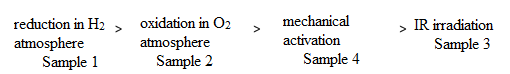 reduction in H2 > oxidation in O2 > mechanical > IR irradiation
atmosphere atmosphere activation Sample 3
Sample 1 Sample 2 Sample 4